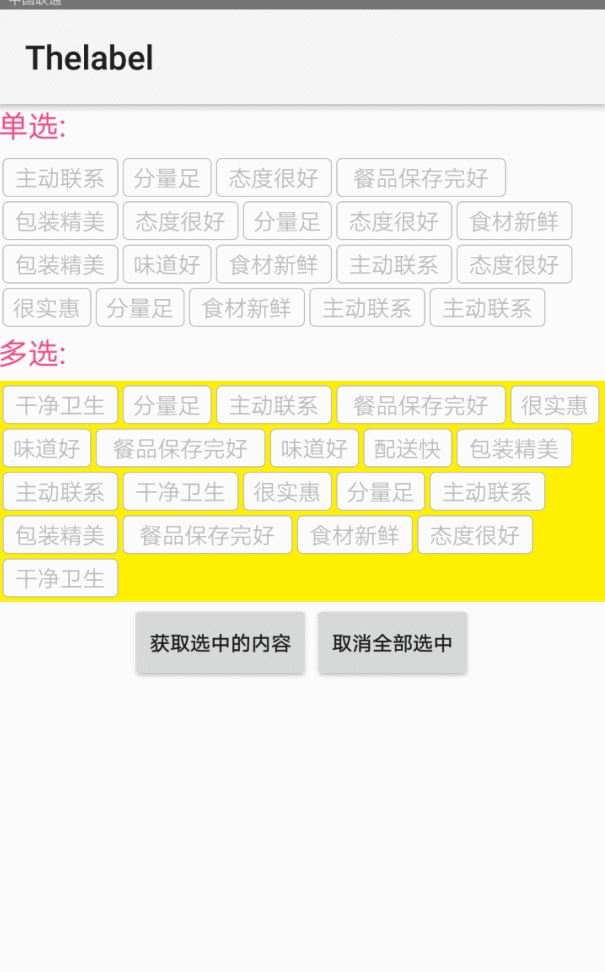 中国联通
Thelabel
单选:
主动联系 分量足 态度很好 餐品保存完好
包装精美 态度很好 分量足 态度很好 食材新鲜
包装精美 味道好 食材新鲜 主动联系 态度很好
很实惠 分量足 食材新鲜 主动联系 主动联系
多选:
干净卫生 分量足 主动联系 餐品保存完好 很实惠
味道好 餐品保存完好 味道好 配送快 包装精美
主动联系 干净卫生 很实惠 分量足 主动联系
包装精美 餐品保存完好 食材新鲜 态度很好
干净卫生
获取选中的内容 取消全部选中